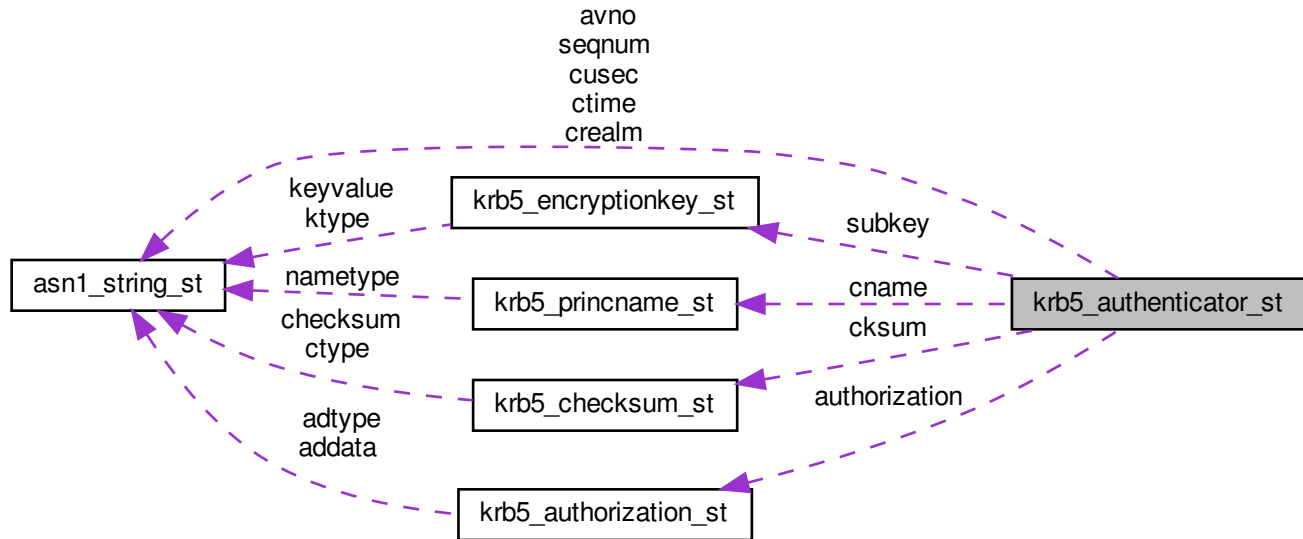 avno
seqnum
cusec
ctime
crealm
keyvalue
ktype
krb5_encryptionkey_st
subkey
asn1_string_st
nametype
krb5_princname_st
cname
krb5_authenticator_st
checksum
ctype
cksum
krb5_checksum_st
adtype
addata
authorization
krb5_authorization_st